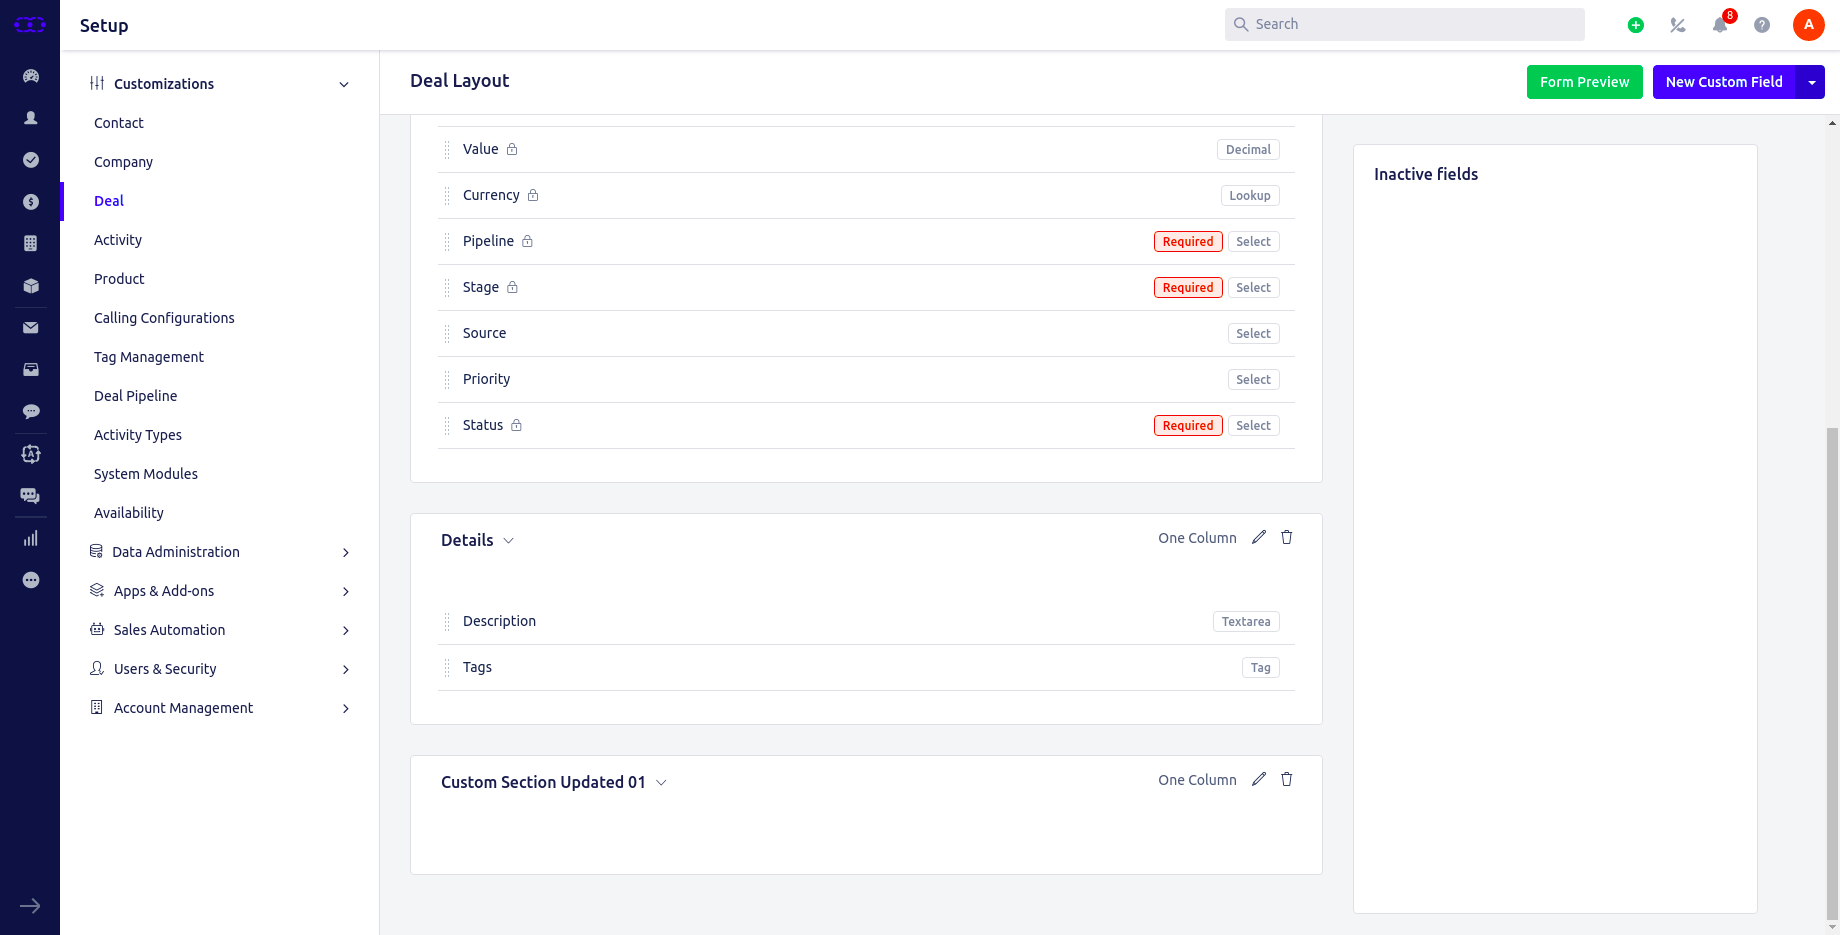 Setup
Search
8
A
Customizations
Contact
Company
Deal
Activity
Product
Calling Configurations
Tag Management
Deal Pipeline
Activity Types
System Modules
Availability
Data Administration
Apps & Add-ons
Sales Automation
Users & Security
Account Management
Deal Layout
Form Preview
New Custom Field
Value Decimal
Currency Lookup
Pipeline Required Select
Stage Required Select
Source Select
Priority Select
Status Required Select
Details One Column
Description Textarea
Tags Tag
Custom Section Updated 01 One Column
Inactive fields